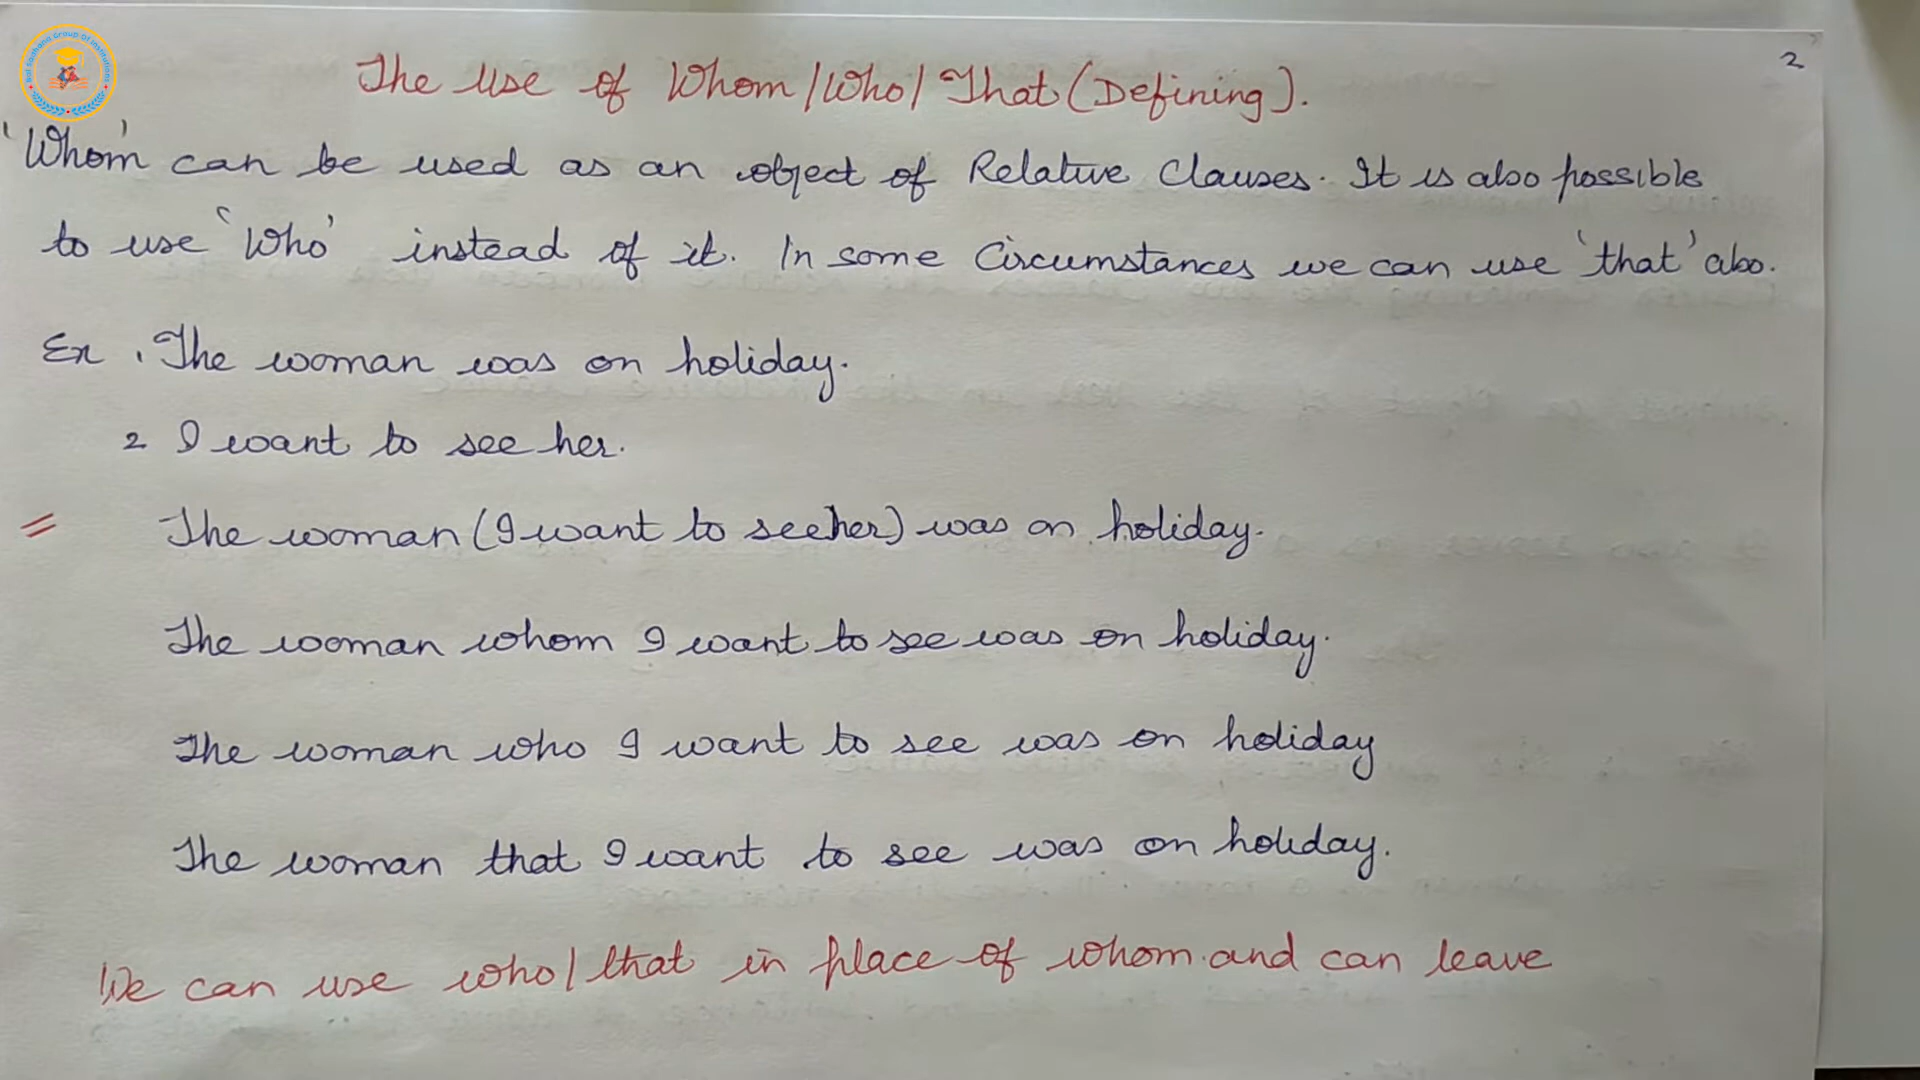 Bal Sadhana Group Of Institutions
2
The Use of Whom/Who/That (Defining).
'Whom' can be used as an object of Relative Clauses. It is also possible
to use 'Who' instead of it. In some Circumstances we can use 'that' also.
Ex 1. The woman was on holiday.
2 I want to see her.
= The woman (I want to see her) was on holiday.
The woman whom I want to see was on holiday.
The woman who I want to see was on holiday
The woman that I want to see was on holiday.
We can use who/that in place of whom and can leave